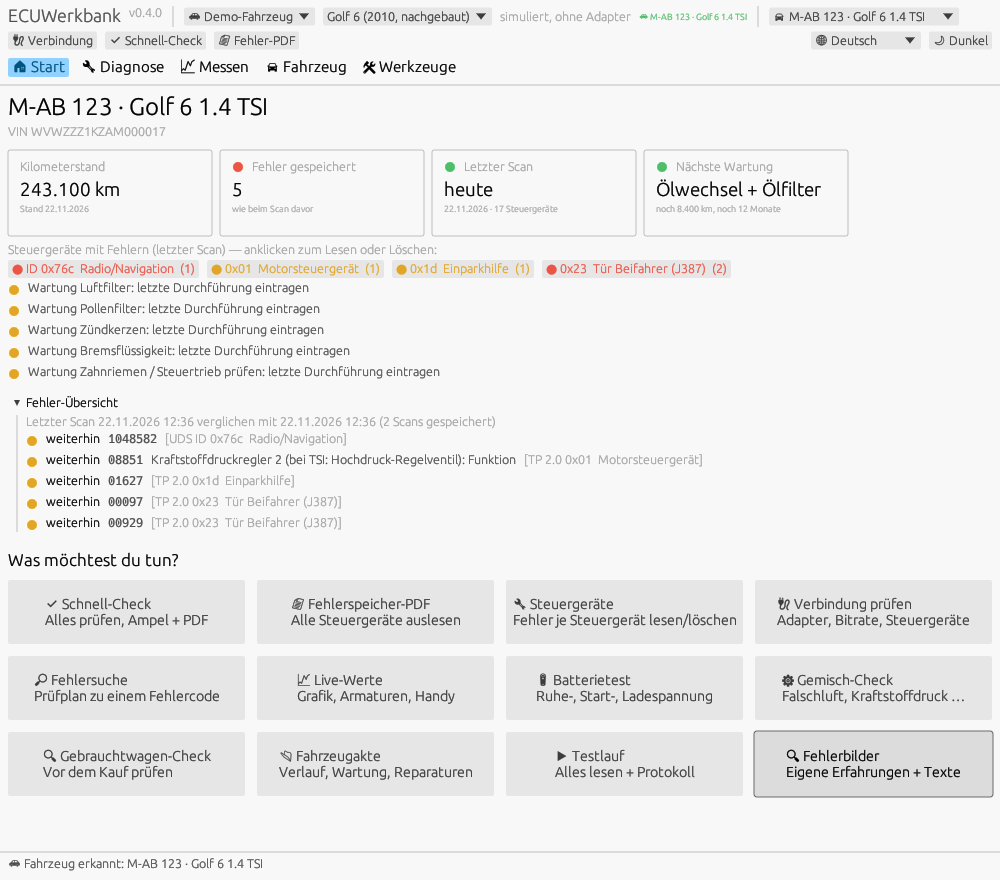 ECUWerkbank v0.4.0 Demo-Fahrzeug Golf 6 (2010, nachgebaut) simuliert, ohne Adapter M-AB 123 · Golf 6 1.4 TSI M-AB 123 · Golf 6 1.4 TSI
Verbindung Schnell-Check Fehler-PDF Deutsch Dunkel
Start Diagnose Messen Fahrzeug Werkzeuge
M-AB 123 · Golf 6 1.4 TSI
VIN WVWZZZ1KZAM000017
Kilometerstand
243.100 km
Stand 22.11.2026
Fehler gespeichert
5
wie beim Scan davor
Letzter Scan
heute
22.11.2026 · 17 Steuergeräte
Nächste Wartung
Ölwechsel + Ölfilter
noch 8.400 km, noch 12 Monate
Steuergeräte mit Fehlern (letzter Scan) — anklicken zum Lesen oder Löschen:
ID 0x76c Radio/Navigation (1) 0x01 Motorsteuergerät (1) 0x1d Einparkhilfe (1) 0x23 Tür Beifahrer (J387) (2)
Wartung Luftfilter: letzte Durchführung eintragen
Wartung Pollenfilter: letzte Durchführung eintragen
Wartung Zündkerzen: letzte Durchführung eintragen
Wartung Bremsflüssigkeit: letzte Durchführung eintragen
Wartung Zahnriemen / Steuertrieb prüfen: letzte Durchführung eintragen
Fehler-Übersicht
Letzter Scan 22.11.2026 12:36 verglichen mit 22.11.2026 12:36 (2 Scans gespeichert)
weiterhin 1048582 [UDS ID 0x76c Radio/Navigation]
weiterhin 08851 Kraftstoffdruckregler 2 (bei TSI: Hochdruck-Regelventil): Funktion [TP 2.0 0x01 Motorsteuergerät]
weiterhin 01627 [TP 2.0 0x1d Einparkhilfe]
weiterhin 00097 [TP 2.0 0x23 Tür Beifahrer (J387)]
weiterhin 00929 [TP 2.0 0x23 Tür Beifahrer (J387)]
Was möchtest du tun?
Schnell-Check
Alles prüfen, Ampel + PDF
Fehlerspeicher-PDF
Alle Steuergeräte auslesen
Steuergeräte
Fehler je Steuergerät lesen/löschen
Verbindung prüfen
Adapter, Bitrate, Steuergeräte
Fehlersuche
Prüfplan zu einem Fehlercode
Live-Werte
Grafik, Armaturen, Handy
Batterietest
Ruhe-, Start-, Ladespannung
Gemisch-Check
Falschluft, Kraftstoffdruck …
Gebrauchtwagen-Check
Vor dem Kauf prüfen
Fahrzeugakte
Verlauf, Wartung, Reparaturen
Testlauf
Alles lesen + Protokoll
Fehlerbilder
Eigene Erfahrungen + Texte
Fahrzeug erkannt: M-AB 123 · Golf 6 1.4 TSI